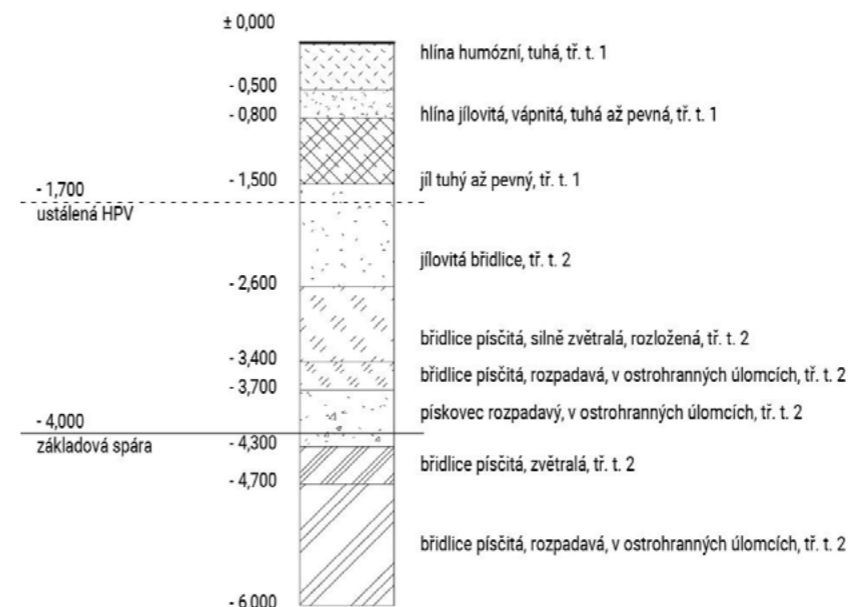 ± 0,000
hlína humózní, tuhá, tř. t. 1
- 0,500
- 0,800
hlína jílovitá, vápnitá, tuhá až pevná, tř. t. 1
- 1,500
jíl tuhý až pevný, tř. t. 1
- 1,700
ustálená HPV
jílovitá břidlice, tř. t. 2
- 2,600
břidlice písčitá, silně zvětralá, rozložená, tř. t. 2
- 3,400
břidlice písčitá, rozpadavá, v ostrohranných úlomcích, tř. t. 2
- 3,700
pískovec rozpadavý, v ostrohranných úlomcích, tř. t. 2
- 4,000
základová spára
- 4,300
břidlice písčitá, zvětralá, tř. t. 2
- 4,700
břidlice písčitá, rozpadavá, v ostrohranných úlomcích, tř. t. 2
- 6,000